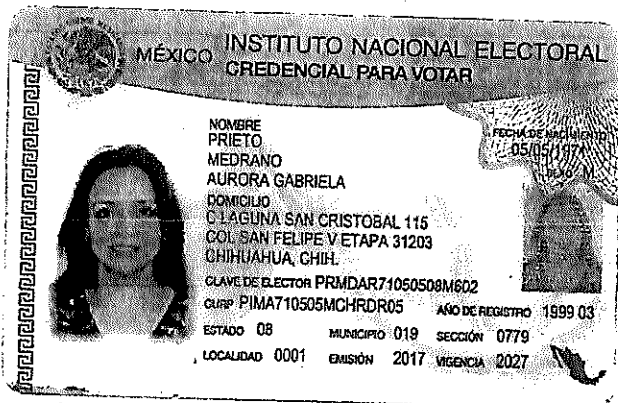 MÉXICO
INSTITUTO NACIONAL ELECTORAL
CREDENCIAL PARA VOTAR
NOMBRE
PRIETO
MEDRANO
AURORA GABRIELA
FECHA DE NACIMIENTO
05/05/1971
SEXO M
DOMICILIO
C LAGUNA SAN CRISTOBAL 115
COL SAN FELIPE V ETAPA 31203
CHIHUAHUA, CHIH.
CLAVE DE ELECTOR PRMDAR71050508M602
CURP PIMA710505MCHRDR05 AÑO DE REGISTRO 1999 03
ESTADO 08 MUNICIPIO 019 SECCIÓN 0779
LOCALIDAD 0001 EMISIÓN 2017 VIGENCIA 2027